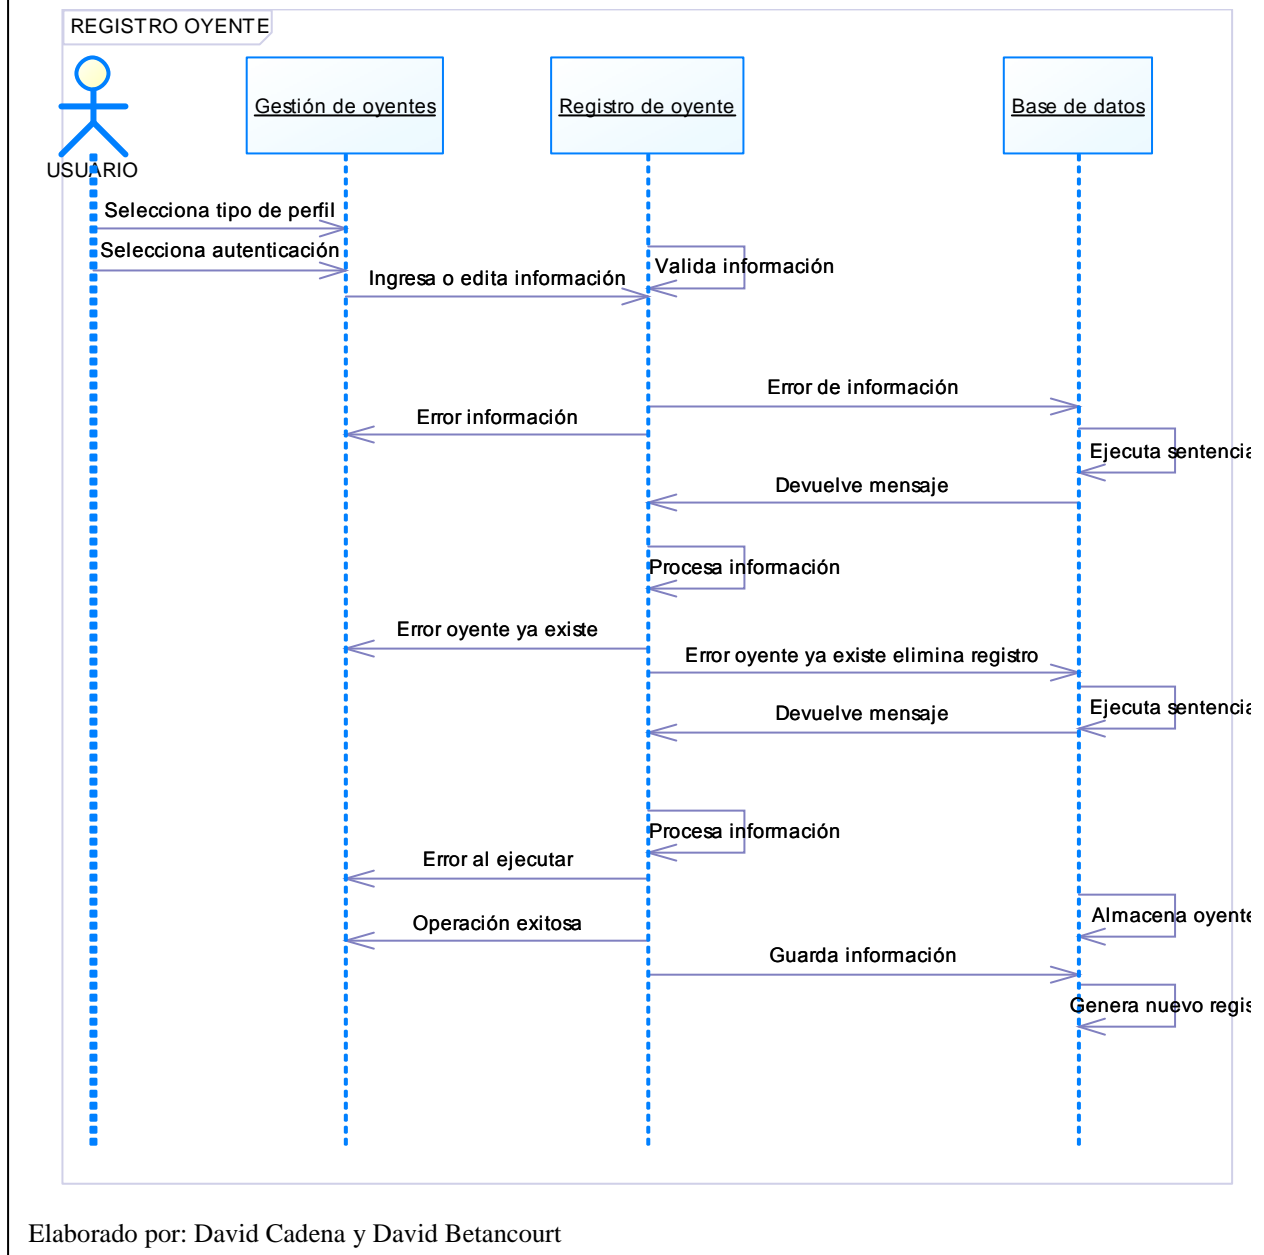 REGISTRO OYENTE
Gestión de oyentes
Registro de oyente
Base de datos
USUARIO
Selecciona tipo de perfil
Selecciona autenticación
Valida información
Ingresa o edita información
Error de información
Error información
Ejecuta sentencia
Devuelve mensaje
Procesa información
Error oyente ya existe
Error oyente ya existe elimina registro
Ejecuta sentencia
Devuelve mensaje
Procesa información
Error al ejecutar
Almacena oyente
Operación exitosa
Guarda información
Genera nuevo regis
Elaborado por: David Cadena y David Betancourt